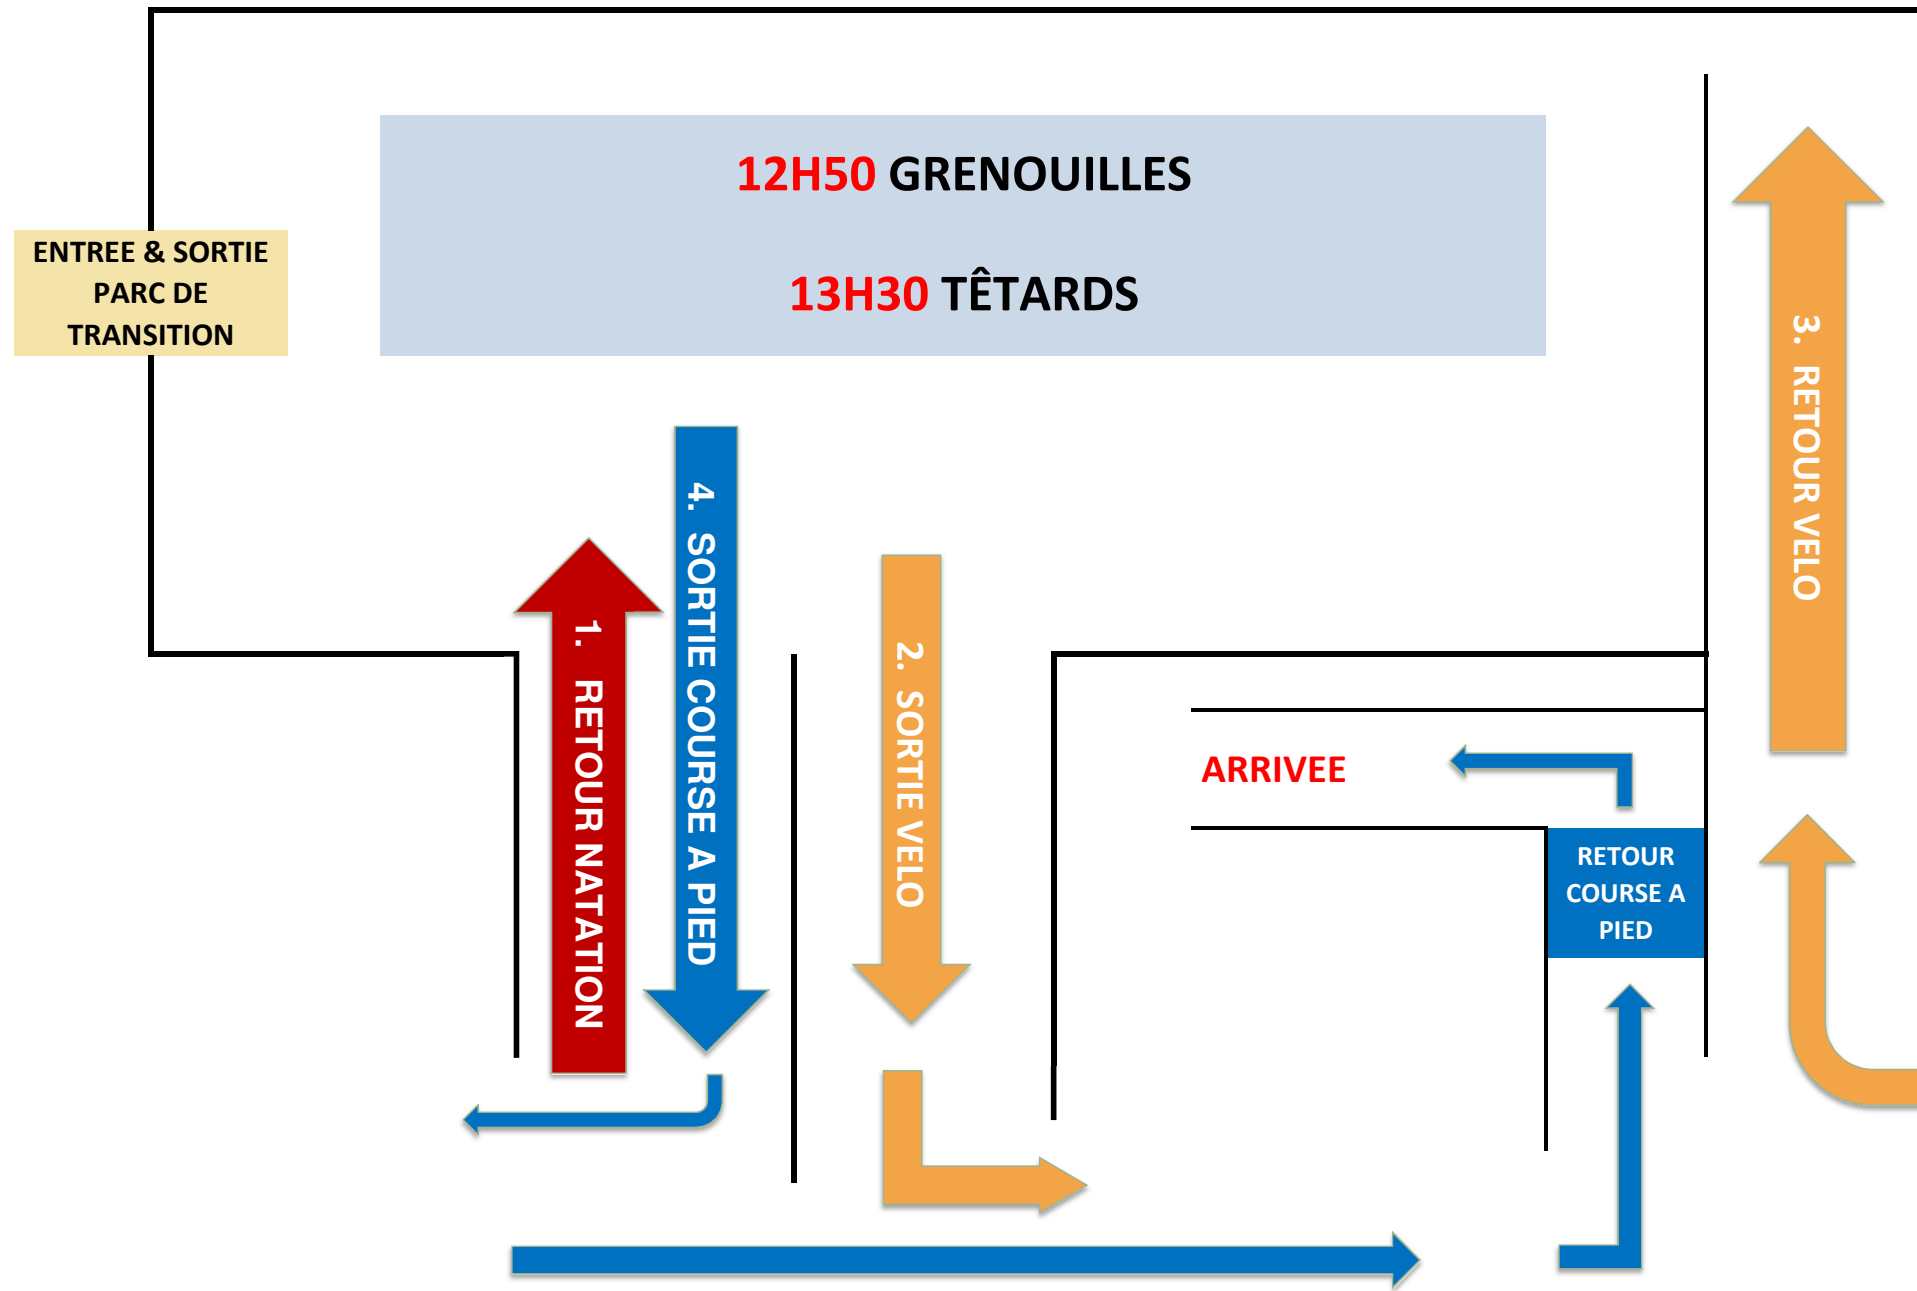 12H50 GRENOUILLES
13H30 TÊTARDS
ENTREE & SORTIE
PARC DE
TRANSITION
1. RETOUR NATATION
4. SORTIE COURSE A PIED
2. SORTIE VELO
3. RETOUR VELO
ARRIVEE
RETOUR
COURSE A
PIED